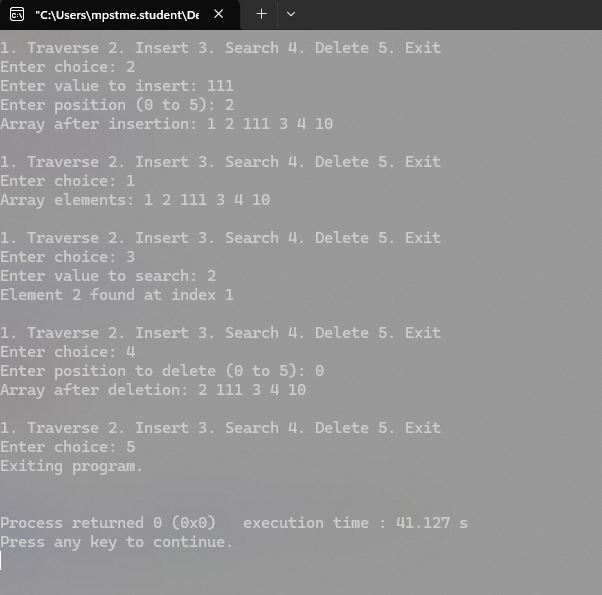 "C:\Users\mpstme.student\De
1. Traverse 2. Insert 3. Search 4. Delete 5. Exit
Enter choice: 2
Enter value to insert: 111
Enter position (0 to 5): 2
Array after insertion: 1 2 111 3 4 10
1. Traverse 2. Insert 3. Search 4. Delete 5. Exit
Enter choice: 1
Array elements: 1 2 111 3 4 10
1. Traverse 2. Insert 3. Search 4. Delete 5. Exit
Enter choice: 3
Enter value to search: 2
Element 2 found at index 1
1. Traverse 2. Insert 3. Search 4. Delete 5. Exit
Enter choice: 4
Enter position to delete (0 to 5): 0
Array after deletion: 2 111 3 4 10
1. Traverse 2. Insert 3. Search 4. Delete 5. Exit
Enter choice: 5
Exiting program.
Process returned 0 (0x0)   execution time : 41.127 s
Press any key to continue.